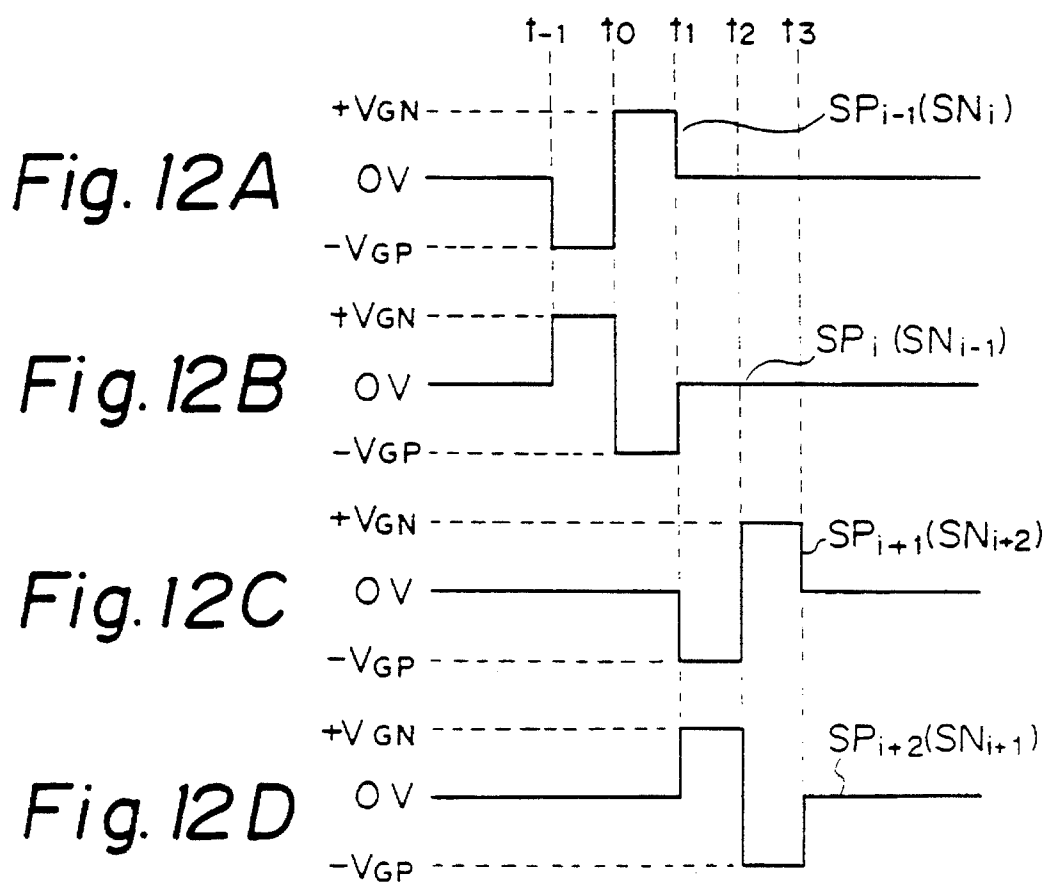 t-1 t0 t1 t2 t3
Fig. 12A
+VGN
0V
-VGP
SPi-1(SNi)
Fig. 12B
+VGN
0V
-VGP
SPi (SNi-1)
Fig. 12C
+VGN
0V
-VGP
SPi+1(SNi+2)
Fig. 12D
+VGN
0V
-VGP
SPi+2(SNi+1)